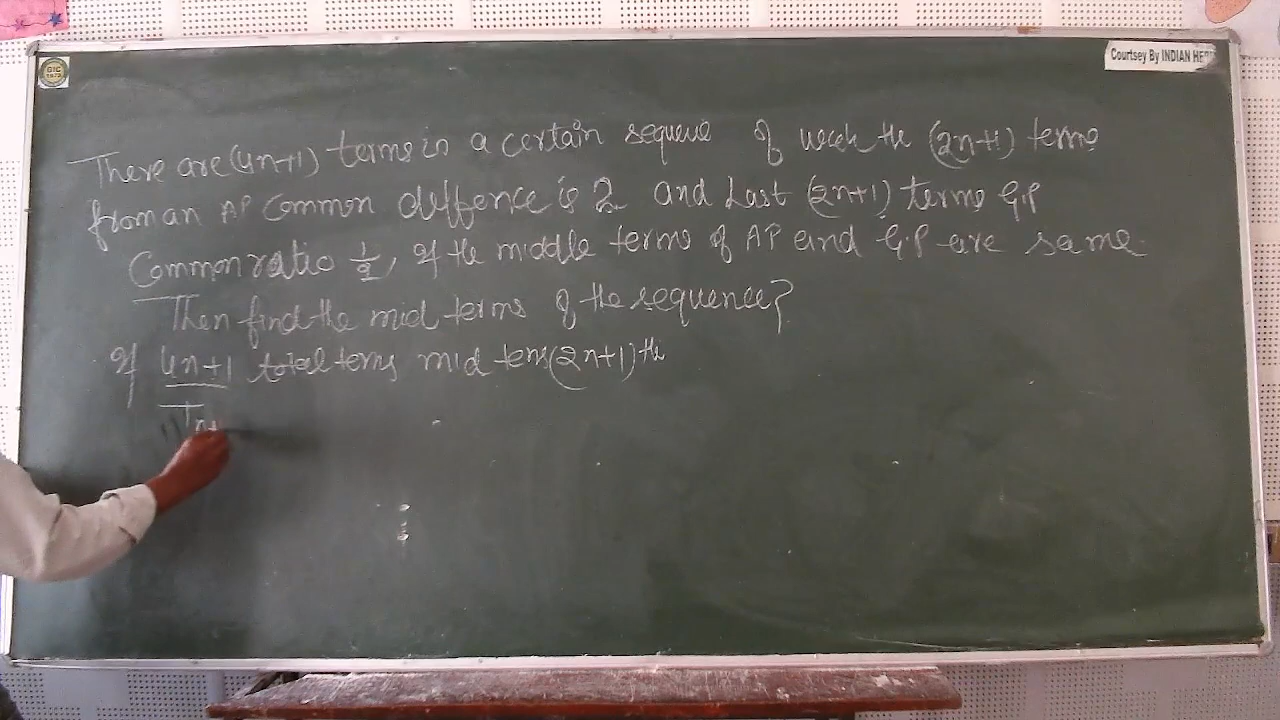 Courtsey By INDIAN HER
There are (4n+1) terms in a certain sequence of which the (2n+1) terms
from an AP Common deffence is 2 and Last (2n+1) terms G.P
Common ratio 1/2, If the middle terms of AP and G.P are same.
Then find the mid terms of the sequence?
If 4n+1 total terms mid term (2n+1)th
Tn+